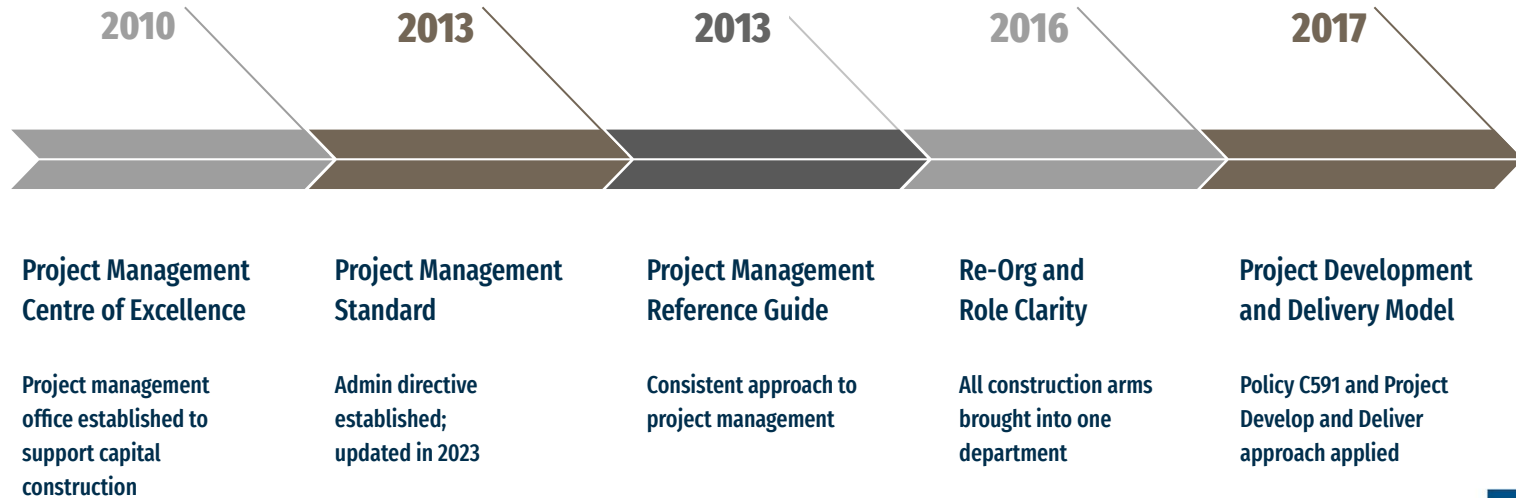 2010
2013
2013
2016
2017
Project Management
Centre of Excellence
Project management
office established to
support capital
construction
Project Management
Standard
Admin directive
established;
updated in 2023
Project Management
Reference Guide
Consistent approach to
project management
Re-Org and
Role Clarity
All construction arms
brought into one
department
Project Development
and Delivery Model
Policy C591 and Project
Develop and Deliver
approach applied